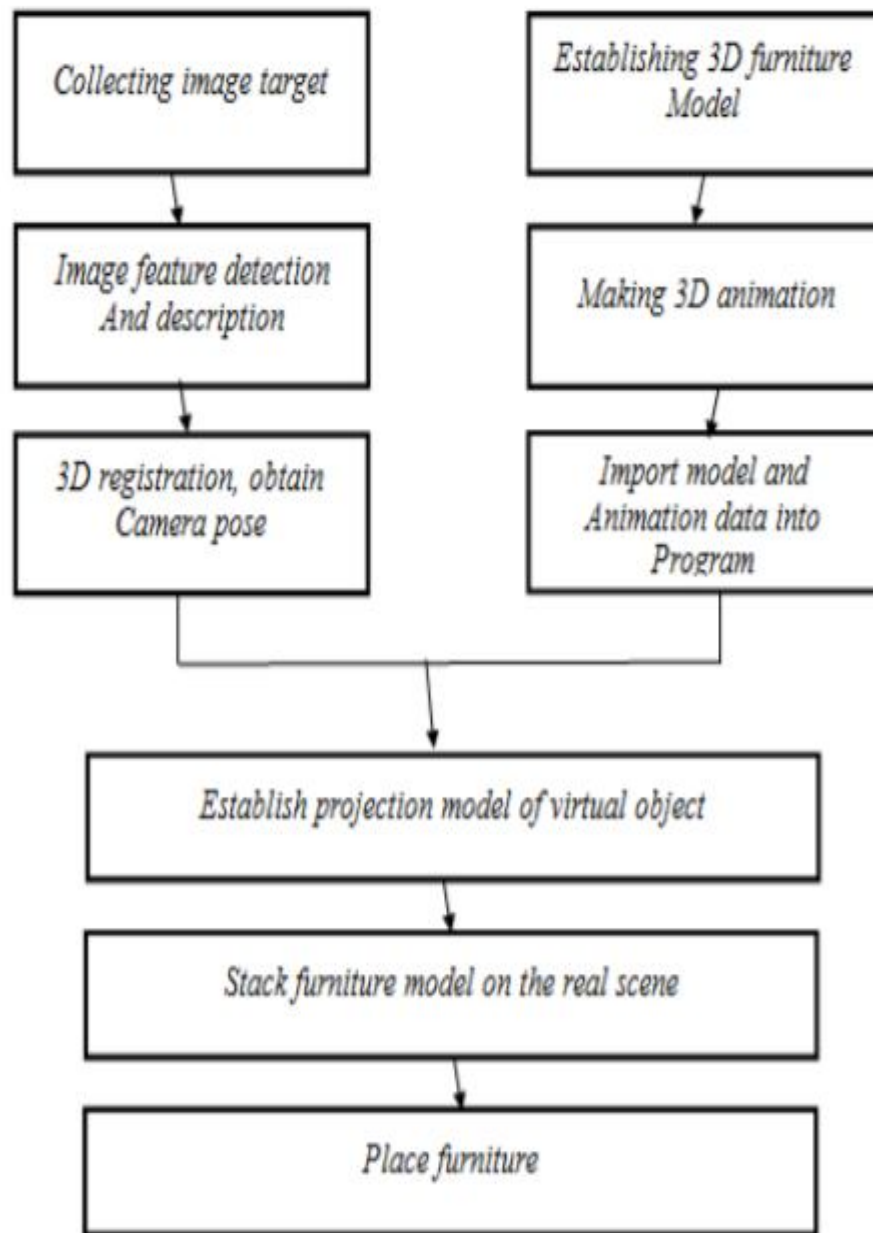 Collecting image target
Establishing 3D furniture
Model
Image feature detection
And description
Making 3D animation
3D registration, obtain
Camera pose
Import model and
Animation data into
Program
Establish projection model of virtual object
Stack furniture model on the real scene
Place furniture